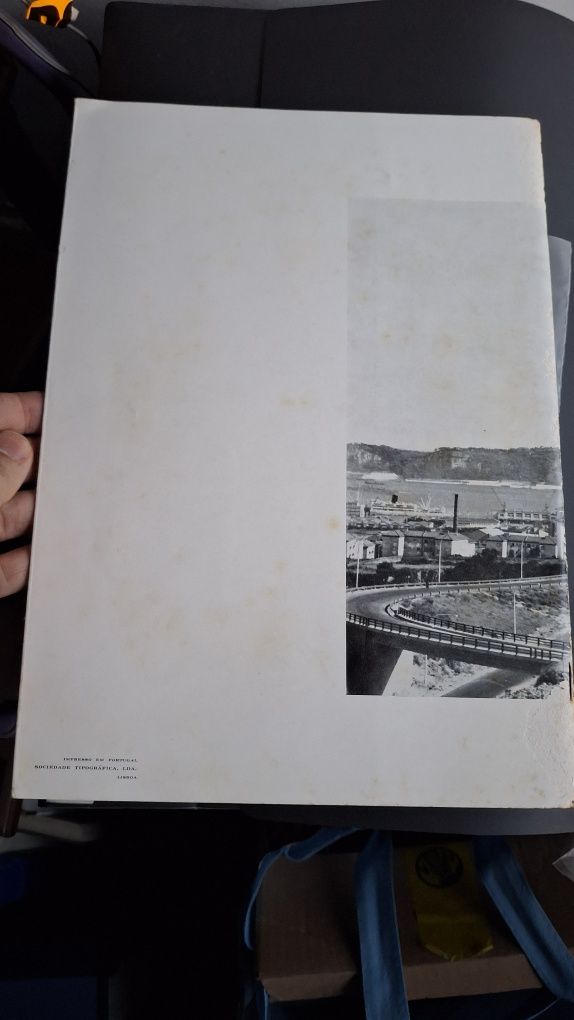 IMPRESSO EM PORTUGAL
SOCIEDADE TIPOGRÁFICA, LDA.
LISBOA